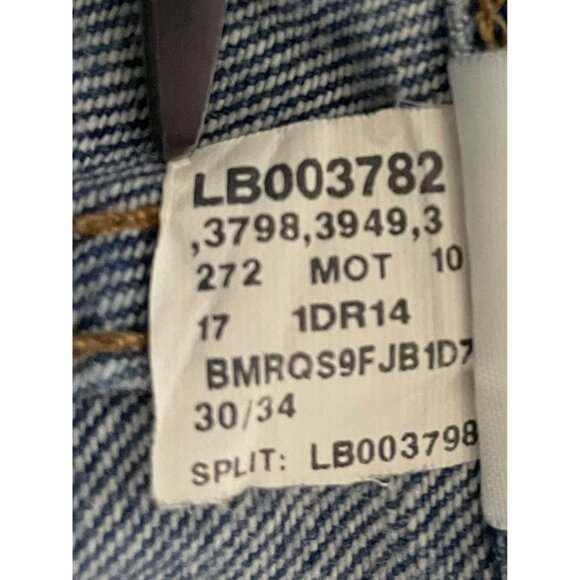 LB003782
,3798,3949,3
272 MOT 10
17 1DR14
BMRQS9FJB1D7
30/34
SPLIT: LB003798